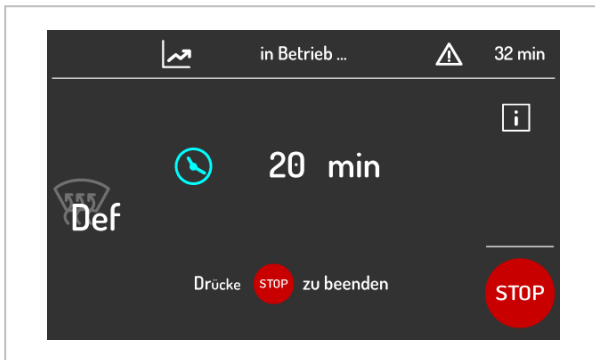 in Betrieb ...
32 min
i
20 min
Def
Drücke STOP zu beenden
STOP